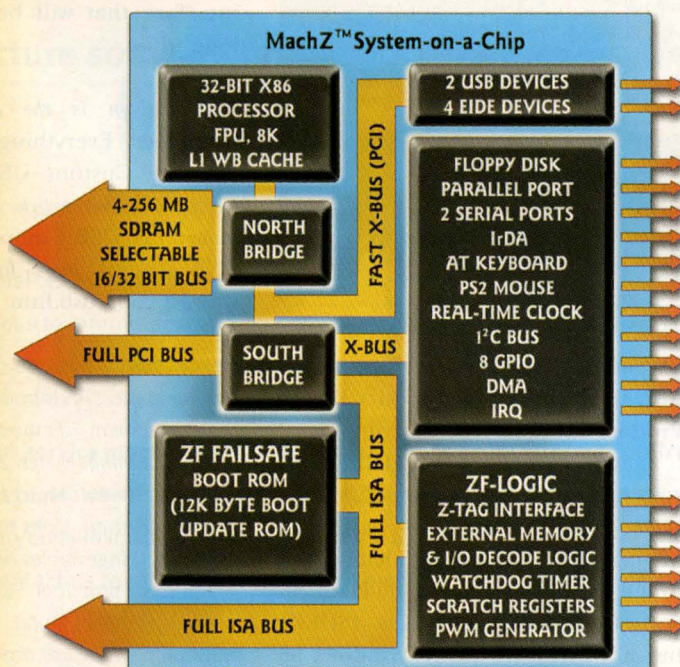 MachZ™ System-on-a-Chip
32-BIT X86
PROCESSOR
FPU, 8K
L1 WB CACHE
2 USB DEVICES
4 EIDE DEVICES
FAST X-BUS (PCI)
4-256 MB
SDRAM
SELECTABLE
16/32 BIT BUS
NORTH
BRIDGE
FLOPPY DISK
PARALLEL PORT
2 SERIAL PORTS
IrDA
AT KEYBOARD
PS2 MOUSE
REAL-TIME CLOCK
I²C BUS
8 GPIO
DMA
IRQ
FULL PCI BUS
SOUTH
BRIDGE
X-BUS
ZF FAILSAFE
BOOT ROM
(12K BYTE BOOT
UPDATE ROM)
FULL ISA BUS
ZF-LOGIC
Z-TAG INTERFACE
EXTERNAL MEMORY
& I/O DECODE LOGIC
WATCHDOG TIMER
SCRATCH REGISTERS
PWM GENERATOR
FULL ISA BUS